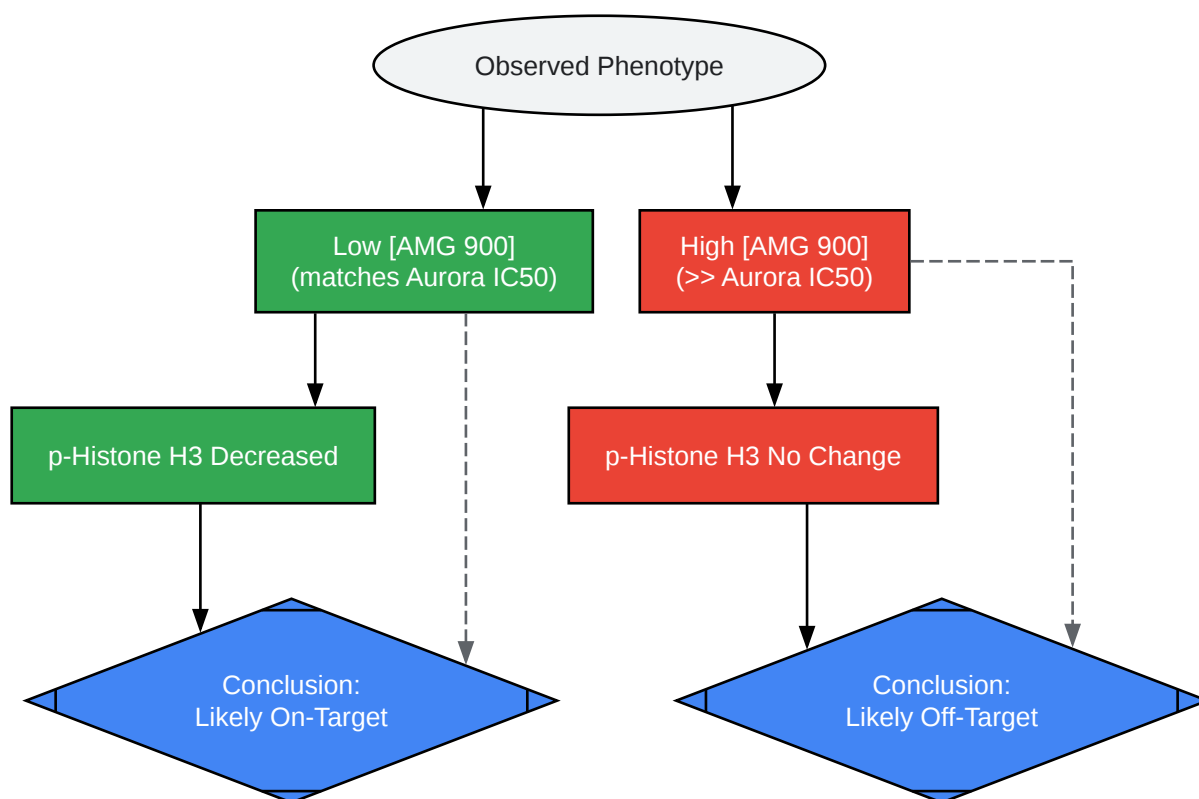 Observed Phenotype
Low [AMG 900]
(matches Aurora IC50)
High [AMG 900]
(>> Aurora IC50)
p-Histone H3 Decreased
p-Histone H3 No Change
Conclusion:
Likely On-Target
Conclusion:
Likely Off-Target